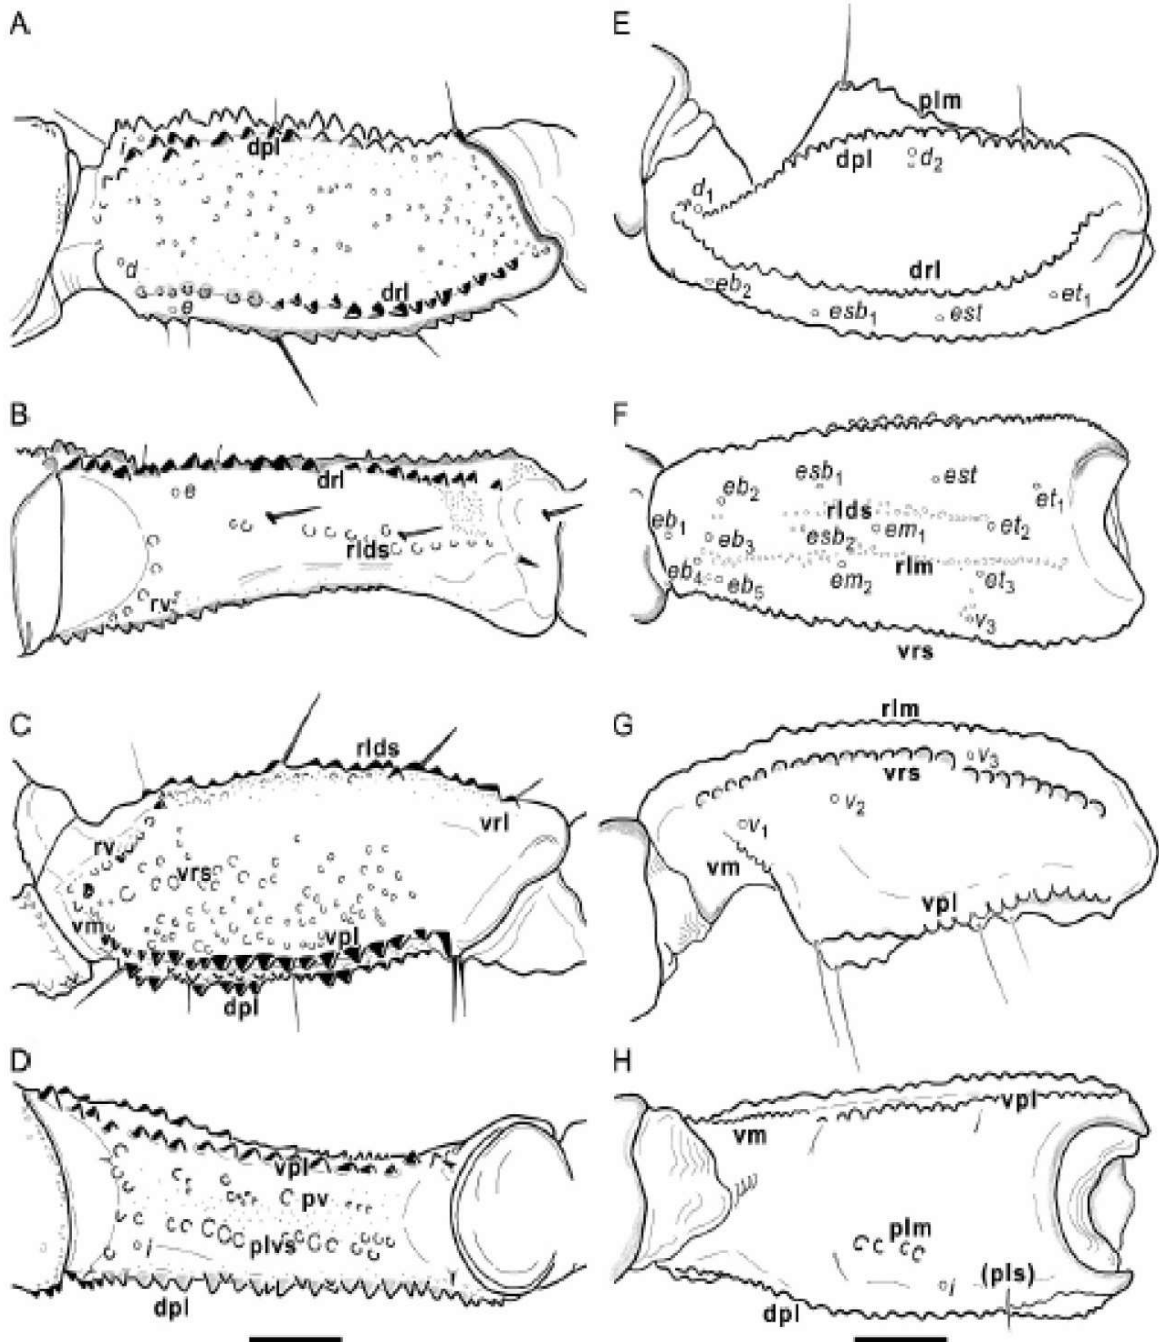 A
i
dpl
d
drl
e
B
drl
e
rlds
rv
C
rlds
rv
vrl
vrs
vm
vpl
dpl
D
vpl
pv
plvs
i
dpl
E
plm
dpl
d2
d1
drl
eb2
et1
esb1
est
F
esb1
est
eb2
et1
rlds
eb1
eb3
esb2
em1
et2
rlm
eb4
eb5
em2
et3
v3
vrs
G
rlm
v3
vrs
v2
v1
vm
vpl
H
vpl
vm
plm
(pls)
i
dpl